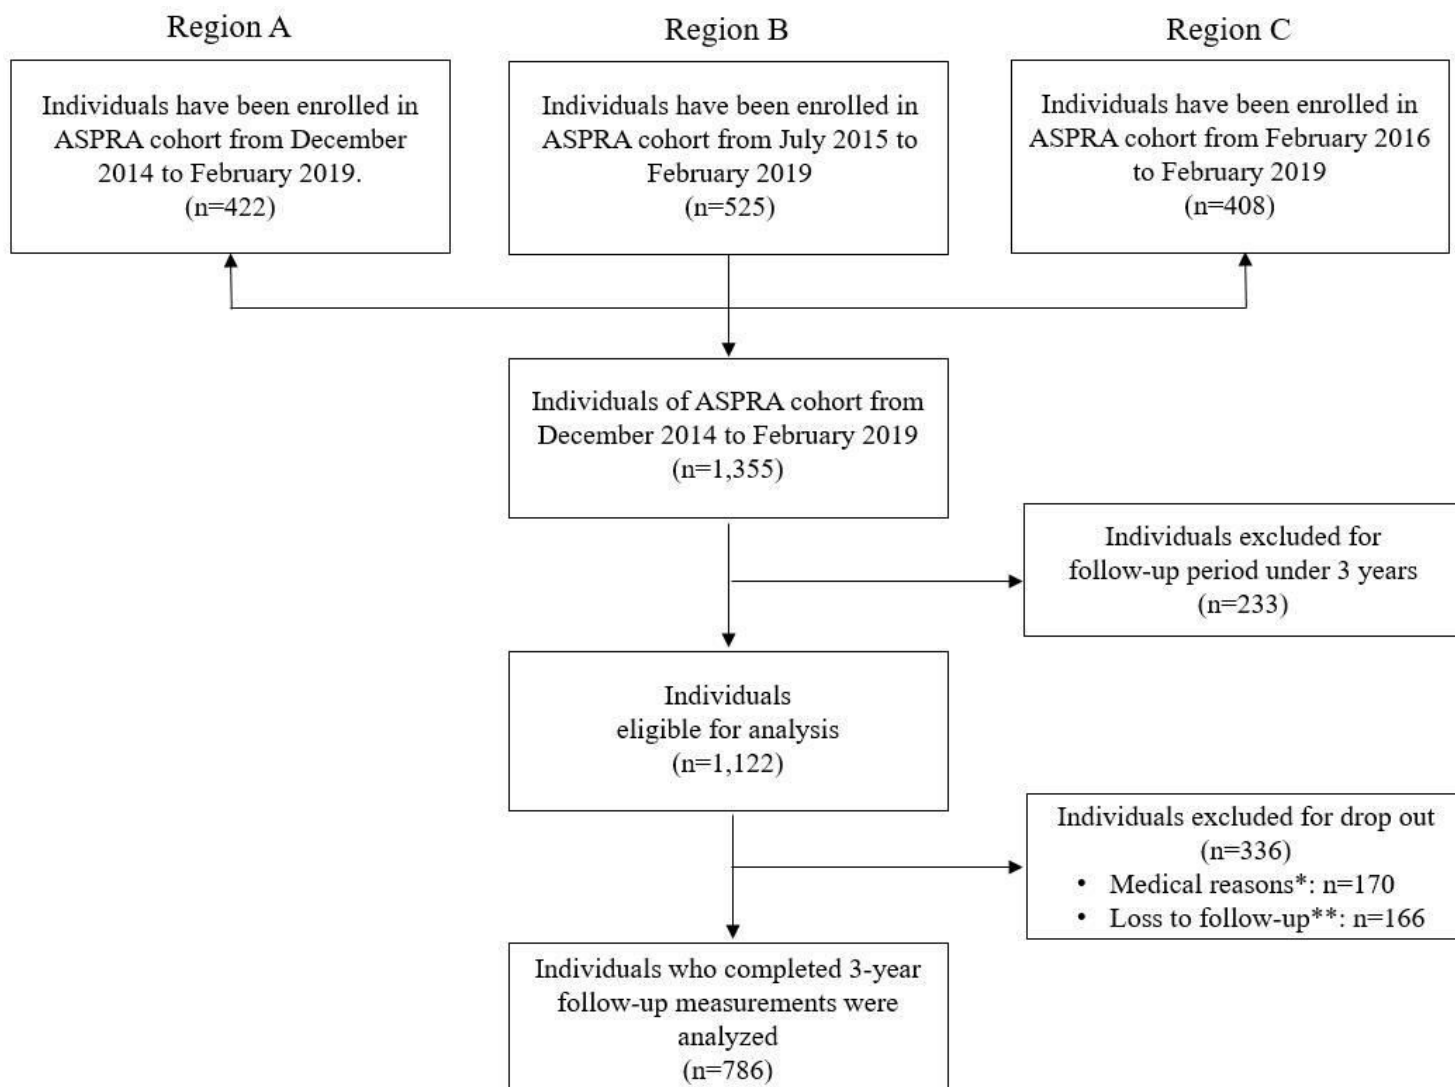 Region A
Region B
Region C
Individuals have been enrolled in
ASPRA cohort from December
2014 to February 2019.
(n=422)
Individuals have been enrolled in
ASPRA cohort from July 2015 to
February 2019
(n=525)
Individuals have been enrolled in
ASPRA cohort from February 2016
to February 2019
(n=408)
Individuals of ASPRA cohort from
December 2014 to February 2019
(n=1,355)
Individuals excluded for
follow-up period under 3 years
(n=233)
Individuals
eligible for analysis
(n=1,122)
Individuals excluded for drop out
(n=336)
• Medical reasons*: n=170
• Loss to follow-up**: n=166
Individuals who completed 3-year
follow-up measurements were
analyzed
(n=786)